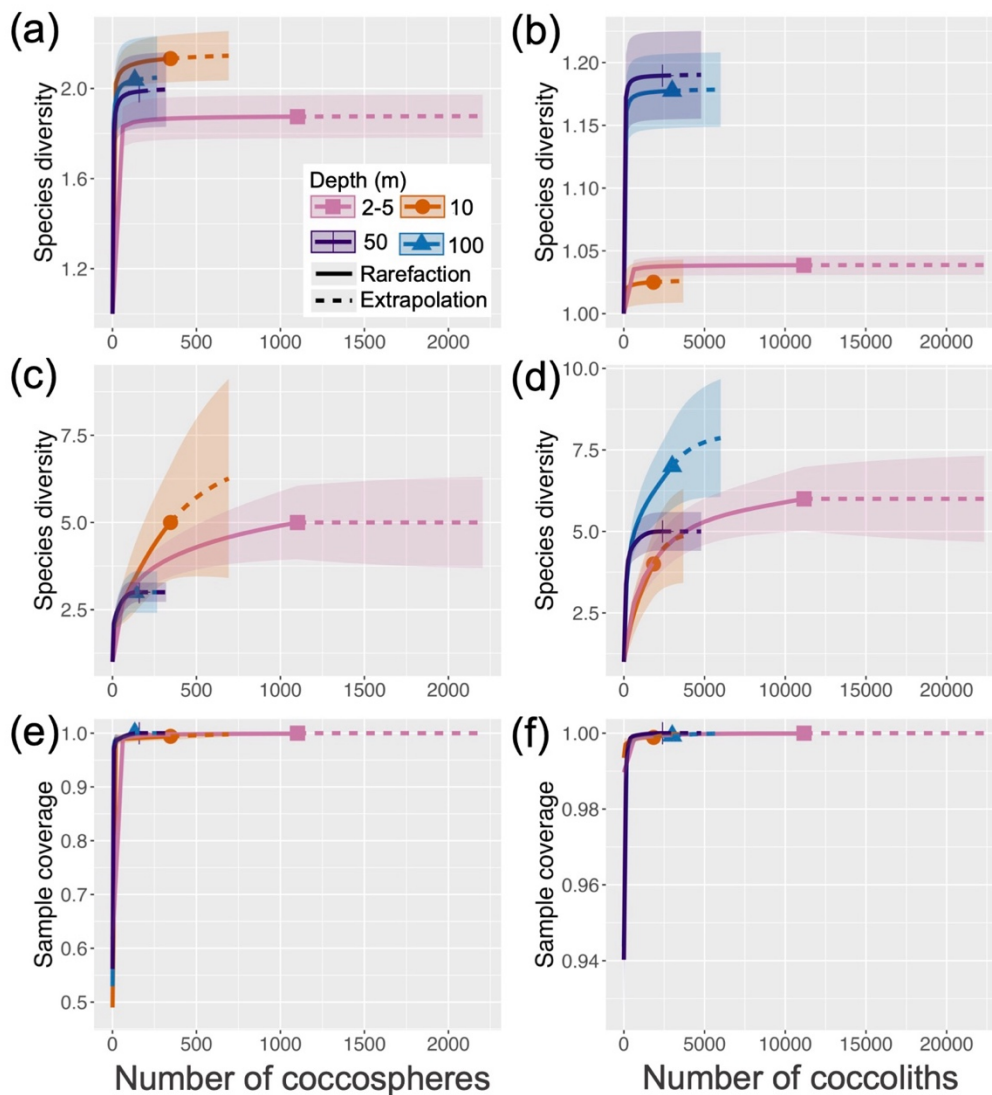 (a)
Species diversity
2.0
1.6
1.2
0 500 1000 1500 2000
Depth (m)
2-5 10
50 100
Rarefaction
Extrapolation
(b)
Species diversity
1.20
1.15
1.10
1.05
1.00
0 5000 10000 15000 20000
(c)
Species diversity
7.5
5.0
2.5
0 500 1000 1500 2000
(d)
Species diversity
10.0
7.5
5.0
2.5
0 5000 10000 15000 20000
(e)
Sample coverage
1.0
0.9
0.8
0.7
0.6
0.5
0 500 1000 1500 2000
Number of coccospheres
(f)
Sample coverage
1.00
0.98
0.96
0.94
0 5000 10000 15000 20000
Number of coccoliths